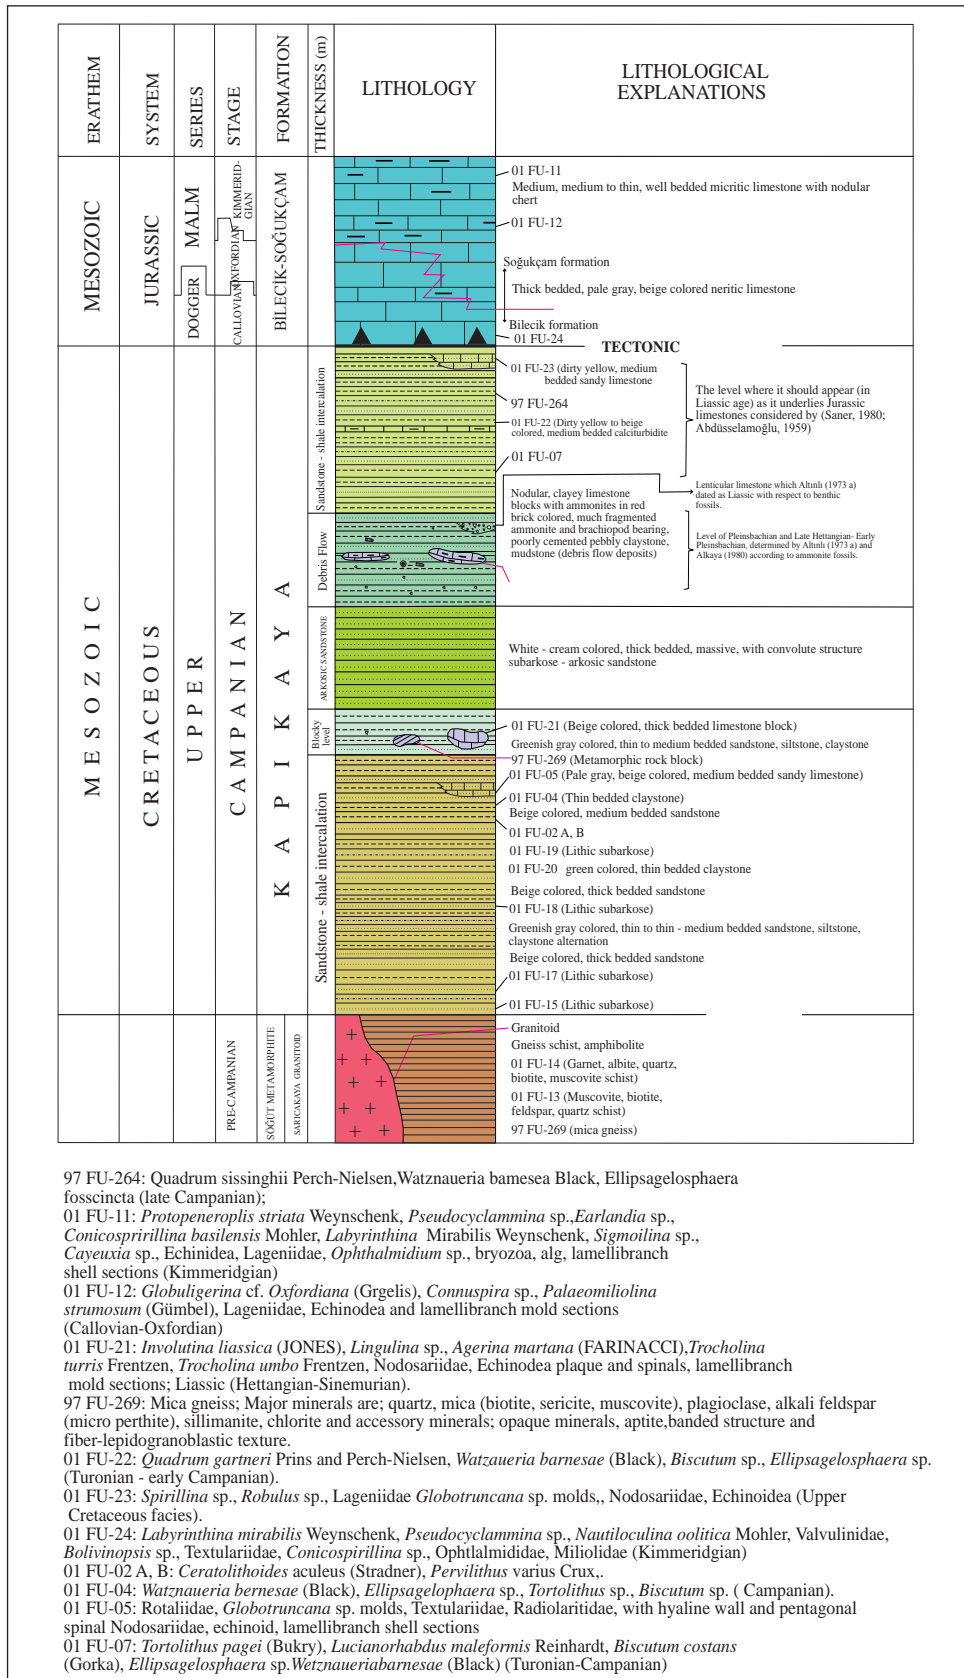 ERATHEM
SYSTEM
SERIES
STAGE
FORMATION
THICKNESS (m)
LITHOLOGY
LITHOLOGICAL
EXPLANATIONS
MESOZOIC
JURASSIC
MALM
DOGGER
KIMMERID-
GIAN
OXFORDIAN
CALLOVIAN
BİLECİK-SOĞUKÇAM
01 FU-11
Medium, medium to thin, well bedded micritic limestone with nodular
chert
01 FU-12
Soğukçam formation
Thick bedded, pale gray, beige colored neritic limestone
Bilecik formation
01 FU-24
TECTONIC
MESOZOIC
CRETACEOUS
UPPER
CAMPANIAN
KAPIKAYA
Sandstone - shale intercalation
01 FU-23 (dirty yellow, medium
bedded sandy limestone
97 FU-264
01 FU-22 (Dirty yellow to beige
colored, medium bedded calciturbidite
01 FU-07
The level where it should appear (in
Liassic age) as it underlies Jurassic
limestones considered by (Saner, 1980;
Abdüsselamoğlu, 1959)
Debris Flow
Nodular, clayey limestone
blocks with ammonites in red
brick colored, much fragmented
ammonite and brachiopod bearing,
poorly cemented pebbly claystone,
mudstone (debris flow deposits)
Lenticular limestone which Altınlı (1973 a)
dated as Liassic with respect to benthic
fossils.
Level of Pleinsbachian and Late Hettangian- Early
Pleinsbachian, determined by Altınlı (1973 a) and
Alkaya (1980) according to ammonite fossils.
ARKOSIC SANDSTONE
White - cream colored, thick bedded, massive, with convolute structure
subarkose - arkosic sandstone
Blocky
level
01 FU-21 (Beige colored, thick bedded limestone block)
Greenish gray colored, thin to medium bedded sandstone, siltstone, claystone
97 FU-269 (Metamorphic rock block)
Sandstone - shale intercalation
01 FU-05 (Pale gray, beige colored, medium bedded sandy limestone)
01 FU-04 (Thin bedded claystone)
Beige colored, medium bedded sandstone
01 FU-02 A, B
01 FU-19 (Lithic subarkose)
01 FU-20 green colored, thin bedded claystone
Beige colored, thick bedded sandstone
01 FU-18 (Lithic subarkose)
Greenish gray colored, thin to thin - medium bedded sandstone, siltstone,
claystone alternation
Beige colored, thick bedded sandstone
01 FU-17 (Lithic subarkose)
01 FU-15 (Lithic subarkose)
PRE-CAMPANIAN
SÖĞÜT METAMORPHITE
SARICAKAYA GRANITOID
Granitoid
Gneiss schist, amphibolite
01 FU-14 (Garnet, albite, quartz,
biotite, muscovite schist)
01 FU-13 (Muscovite, biotite,
feldspar, quartz schist)
97 FU-269 (mica gneiss)
97 FU-264: Quadrum sissinghii Perch-Nielsen,Watznaueria bamesea Black, Ellipsagelosphaera
fosscincta (late Campanian);
01 FU-11: Protopeneroplis striata Weynschenk, Pseudocyclammina sp.,Earlandia sp.,
Conicospririllina basilensis Mohler, Labyrinthina Mirabilis Weynschenk, Sigmoilina sp.,
Cayeuxia sp., Echinidea, Lageniidae, Ophthalmidium sp., bryozoa, alg, lamellibranch
shell sections (Kimmeridgian)
01 FU-12: Globuligerina cf. Oxfordiana (Grgelis), Connuspira sp., Palaeomiliolina
strumosum (Gümbel), Lageniidae, Echinodea and lamellibranch mold sections
(Callovian-Oxfordian)
01 FU-21: Involutina liassica (JONES), Lingulina sp., Agerina martana (FARINACCI),Trocholina
turris Frentzen, Trocholina umbo Frentzen, Nodosariidae, Echinodea plaque and spinals, lamellibranch
mold sections; Liassic (Hettangian-Sinemurian).
97 FU-269: Mica gneiss; Major minerals are; quartz, mica (biotite, sericite, muscovite), plagioclase, alkali feldspar
(micro perthite), sillimanite, chlorite and accessory minerals; opaque minerals, aptite,banded structure and
fiber-lepidogranoblastic texture.
01 FU-22: Quadrum gartneri Prins and Perch-Nielsen, Watzaueria barnesae (Black), Biscutum sp., Ellipsagelosphaera sp.
(Turonian - early Campanian).
01 FU-23: Spirillina sp., Robulus sp., Lageniidae Globotruncana sp. molds,, Nodosariidae, Echinoidea (Upper
Cretaceous facies).
01 FU-24: Labyrinthina mirabilis Weynschenk, Pseudocyclammina sp., Nautiloculina oolitica Mohler, Valvulinidae,
Bolivinopsis sp., Textulariidae, Conicospirillina sp., Ophtlalmididae, Miliolidae (Kimmeridgian)
01 FU-02 A, B: Ceratolithoides aculeus (Stradner), Pervilithus varius Crux,.
01 FU-04: Watznaueria bernesae (Black), Ellipsagelophaera sp., Tortolithus sp., Biscutum sp. ( Campanian).
01 FU-05: Rotaliidae, Globotruncana sp. molds, Textulariidae, Radiolaritidae, with hyaline wall and pentagonal
spinal Nodosariidae, echinoid, lamellibranch shell sections
01 FU-07: Tortolithus pagei (Bukry), Lucianorhabdus maleformis Reinhardt, Biscutum costans
(Gorka), Ellipsagelosphaera sp.Wetznaueriabarnesae (Black) (Turonian-Campanian)